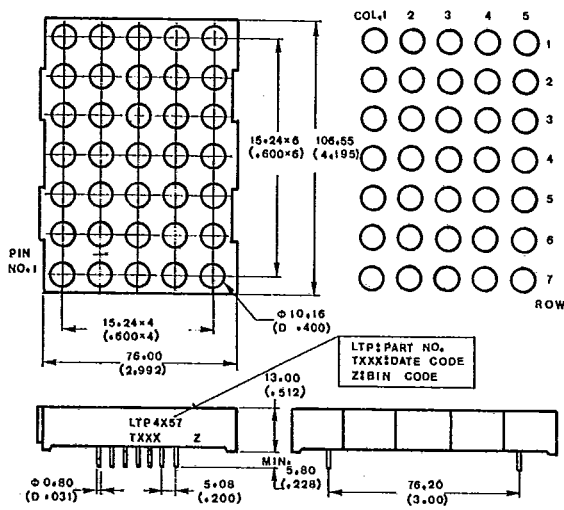 COL.1 2 3 4 5
1
2
3
4
5
6
7
ROW
15.24×6
(.600×6)
106.55
(4.195)
PIN
NO.1
Φ10.16
(D .400)
15.24×4
(.600×4)
76.00
(2.992)
LTP:PART NO.
TXXX:DATE CODE
Z:BIN CODE
13.00
(.512)
LTP4X57
TXXX Z
MIN.
5.80
(.228)
Φ0.80
(D .031)
5.08
(.200)
76.20
(3.00)